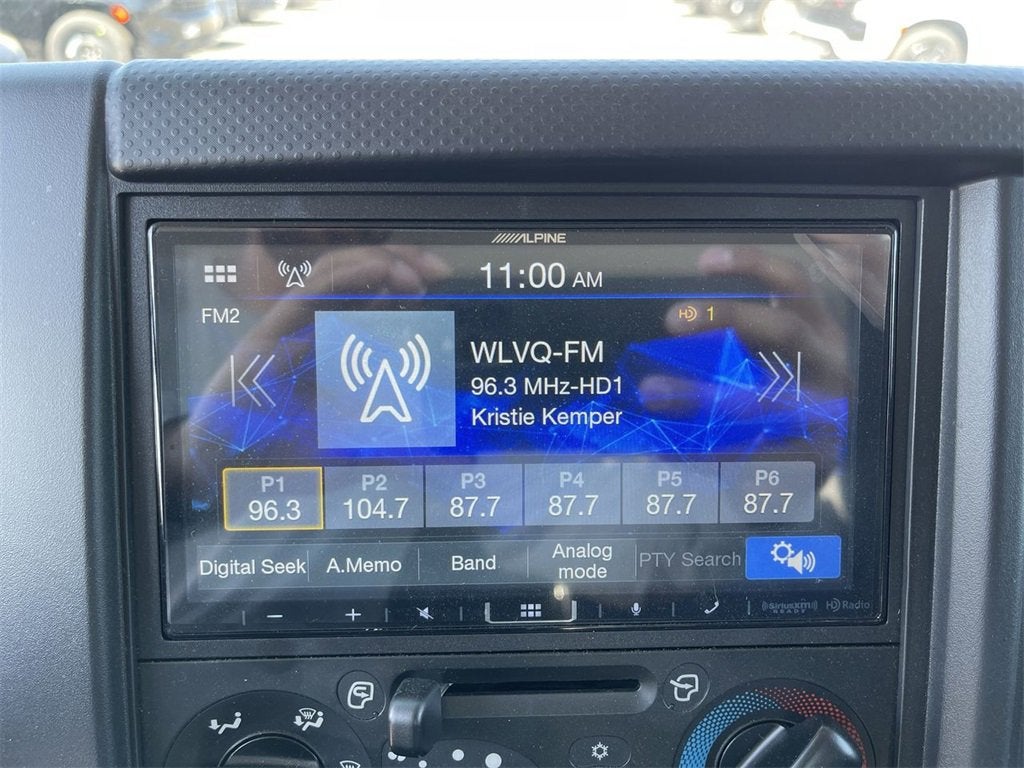 ALPINE
11:00 AM
FM2
HD 1
WLVQ-FM
96.3 MHz-HD1
Kristie Kemper
P1 P2 P3 P4 P5 P6
96.3 104.7 87.7 87.7 87.7 87.7
Digital Seek A.Memo Band Analog mode PTY Search
((SiriusXM)) READY HD Radio